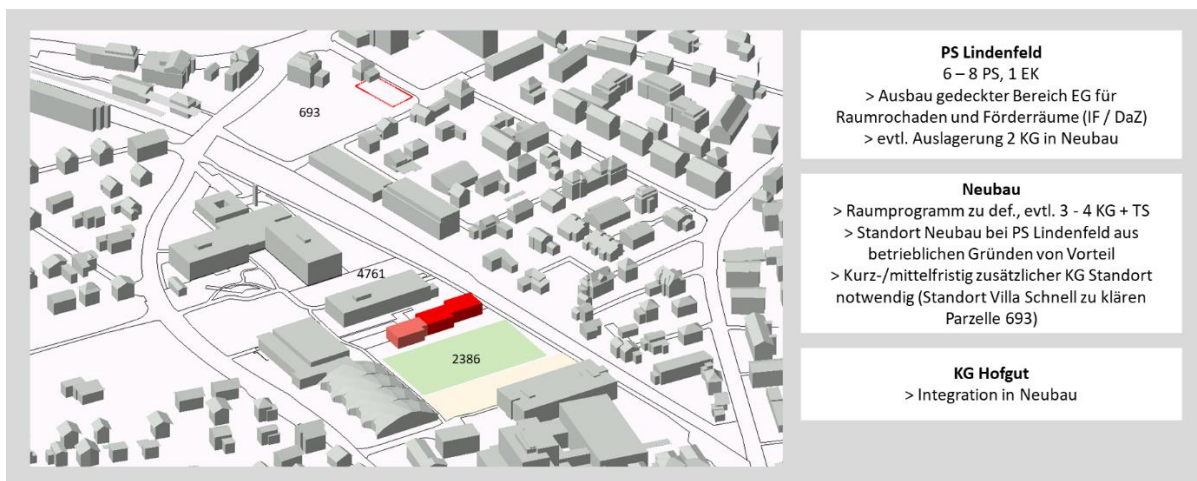 693
4761
2386
PS Lindenfeld
6 – 8 PS, 1 EK
> Ausbau gedeckter Bereich EG für
Raumrochaden und Förderräume (IF / DaZ)
> evtl. Auslagerung 2 KG in Neubau
Neubau
> Raumprogramm zu def., evtl. 3 - 4 KG + TS
> Standort Neubau bei PS Lindenfeld aus
betrieblichen Gründen von Vorteil
> Kurz-/mittelfristig zusätzlicher KG Standort
notwendig (Standort Villa Schnell zu klären
Parzelle 693)
KG Hofgut
> Integration in Neubau